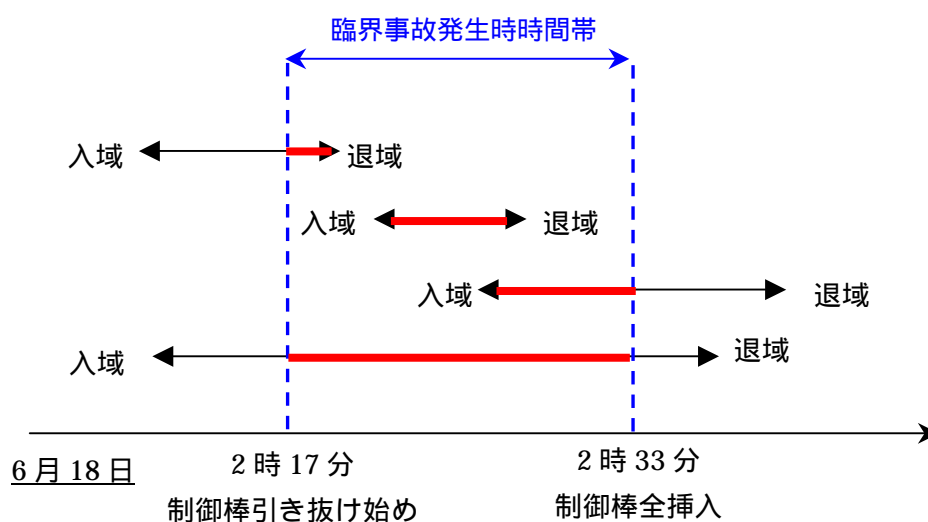 臨界事故発生時時間帯
入域 退域
入域 退域
入域 退域
入域 退域
6月18日 2時17分 2時33分
制御棒引き抜け始め 制御棒全挿入